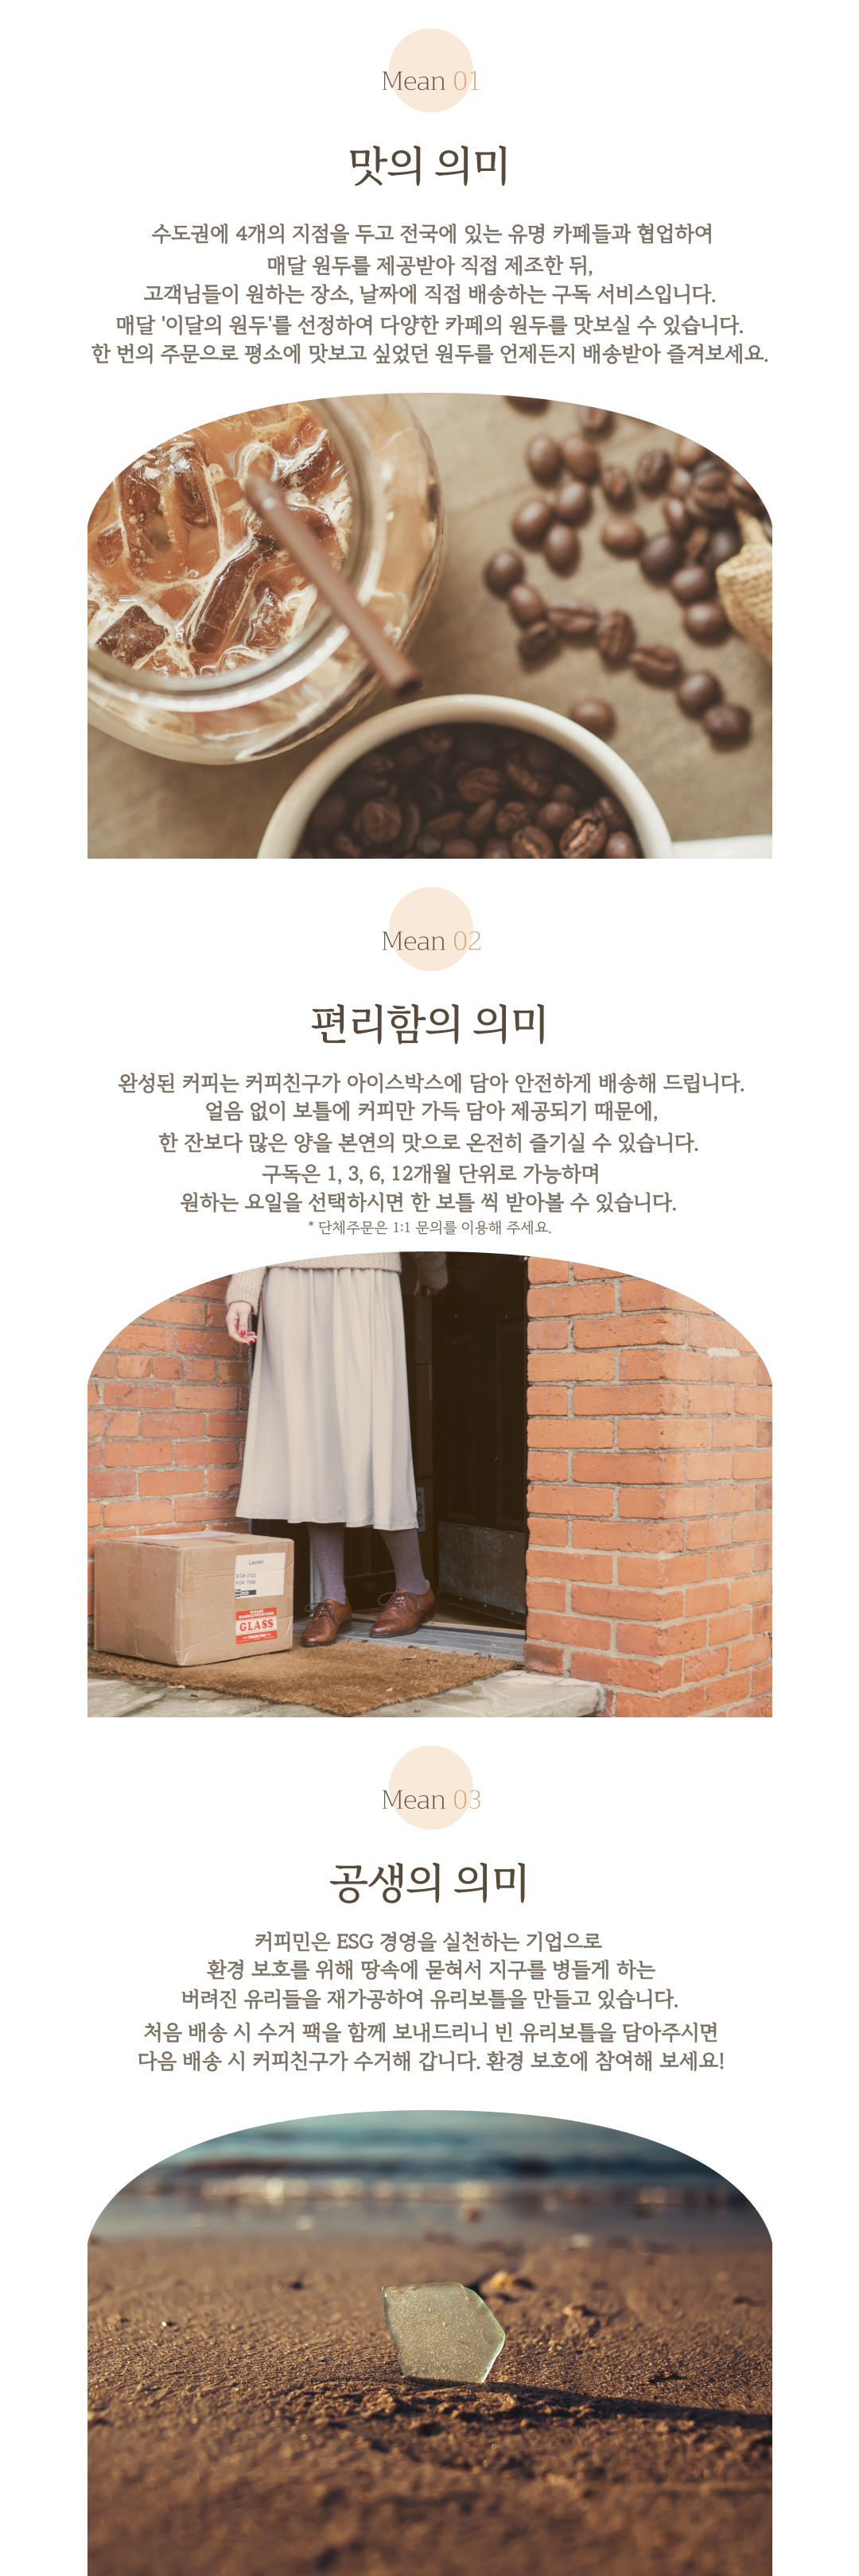 Mean 01
맛의 의미
수도권에 4개의 지점을 두고 전국에 있는 유명 카페들과 협업하여
매달 원두를 제공받아 직접 제조한 뒤,
고객님들이 원하는 장소, 날짜에 직접 배송하는 구독 서비스입니다.
매달 '이달의 원두'를 선정하여 다양한 카페의 원두를 맛보실 수 있습니다.
한 번의 주문으로 평소에 맛보고 싶었던 원두를 언제든지 배송받아 즐겨보세요.
Mean 02
편리함의 의미
완성된 커피는 커피친구가 아이스박스에 담아 안전하게 배송해 드립니다.
얼음 없이 보틀에 커피만 가득 담아 제공되기 때문에,
한 잔보다 많은 양을 본연의 맛으로 온전히 즐기실 수 있습니다.
구독은 1, 3, 6, 12개월 단위로 가능하며
원하는 요일을 선택하시면 한 보틀 씩 받아볼 수 있습니다.
* 단체주문은 1:1 문의를 이용해 주세요.
Lauren
GLASS
Mean 03
공생의 의미
커피민은 ESG 경영을 실천하는 기업으로
환경 보호를 위해 땅속에 묻혀서 지구를 병들게 하는
버려진 유리들을 재가공하여 유리보틀을 만들고 있습니다.
처음 배송 시 수거 팩을 함께 보내드리니 빈 유리보틀을 담아주시면
다음 배송 시 커피친구가 수거해 갑니다. 환경 보호에 참여해 보세요!